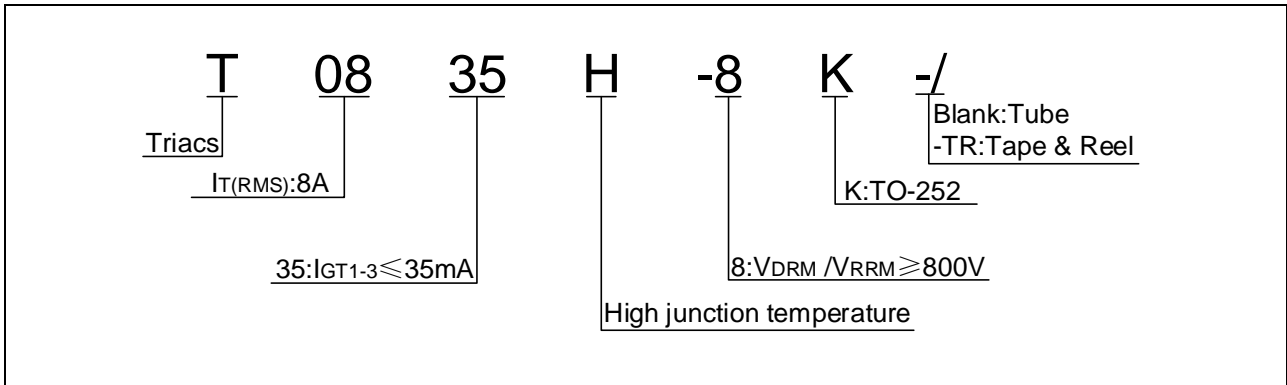 T 08 35 H -8 K -/
Blank:Tube
Triacs
-TR:Tape & Reel
IT(RMS):8A
K:TO-252
35:IGT1-3≤35mA
8:VDRM /VRRM≥800V
High junction temperature